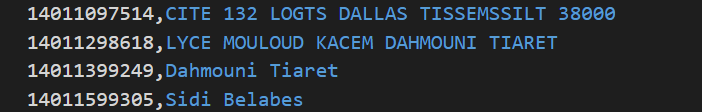 14011097514,CITE 132 LOGTS DALLAS TISSEMSSILT 38000
14011298618,LYCE MOULOUD KACEM DAHMOUNI TIARET
14011399249,Dahmouni Tiaret
14011599305,Sidi Belabes